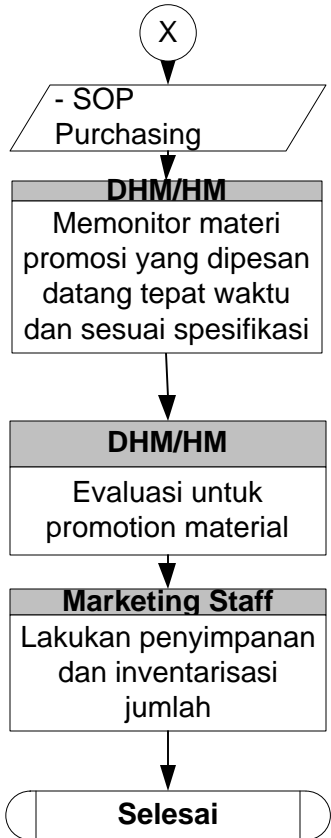 X
- SOP
Purchasing
DHM/HM
Memonitor materi
promosi yang dipesan
datang tepat waktu
dan sesuai spesifikasi
DHM/HM
Evaluasi untuk
promotion material
Marketing Staff
Lakukan penyimpanan
dan inventarisasi
jumlah
Selesai